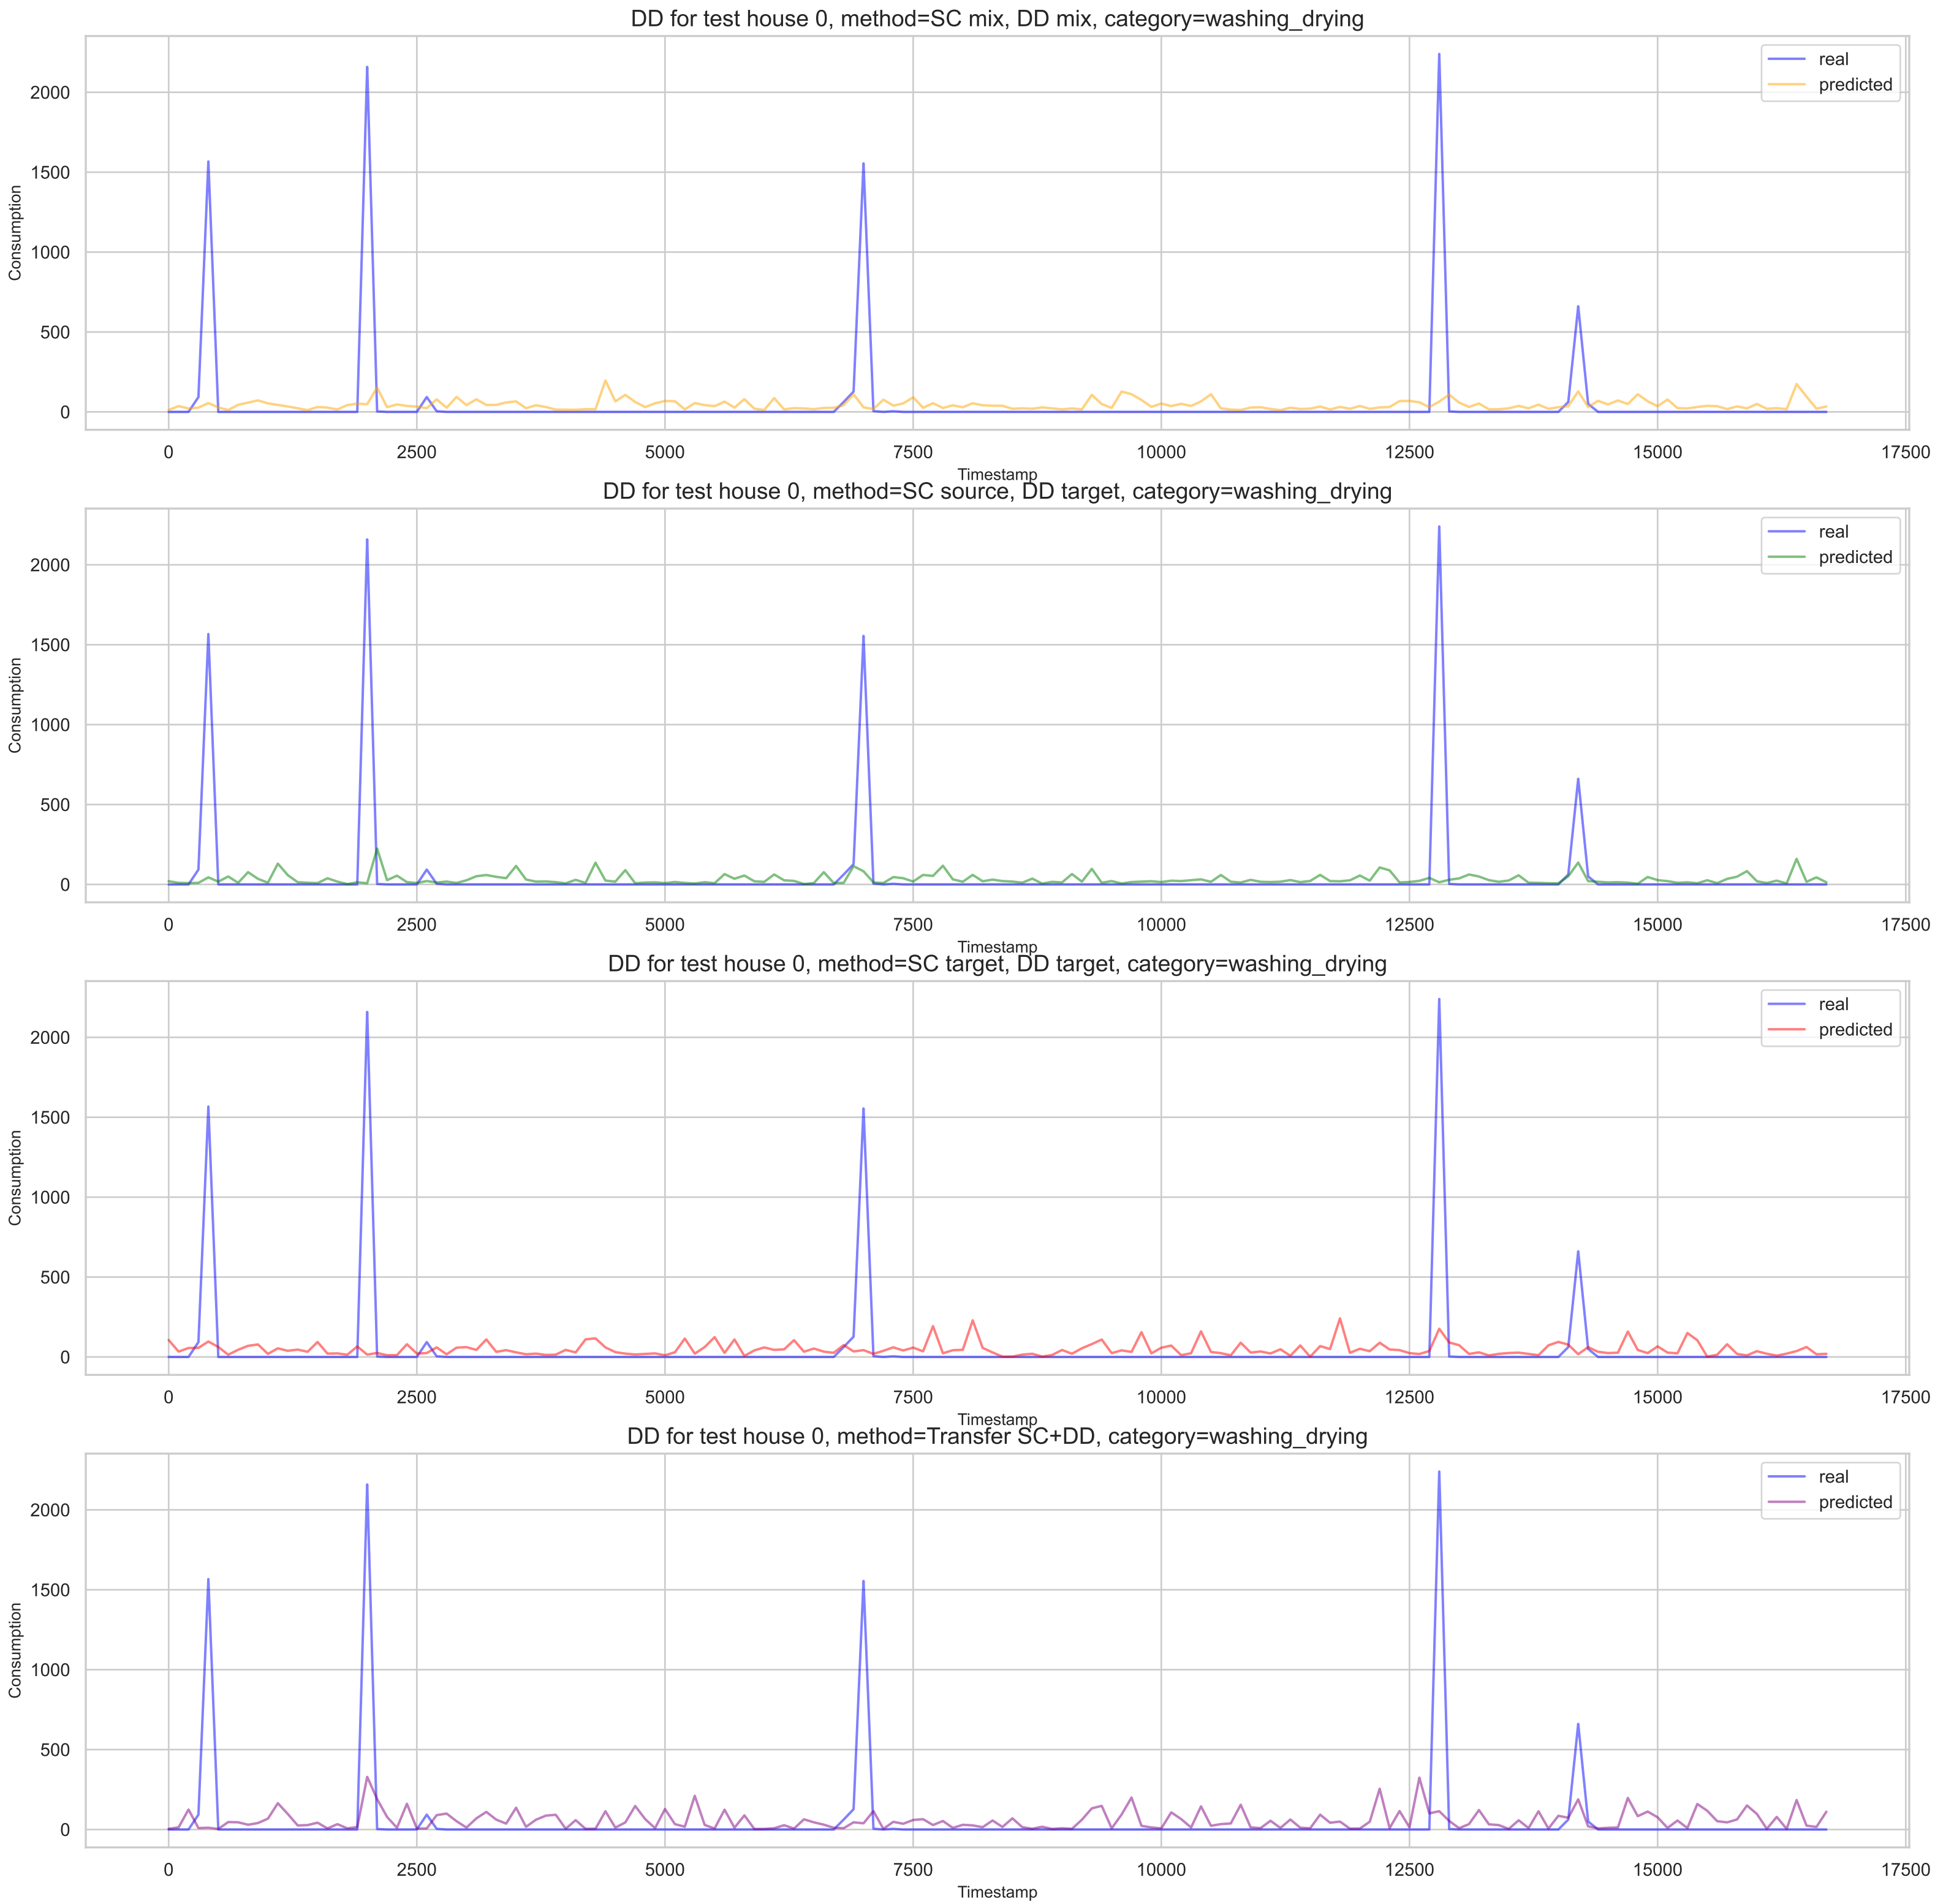 DD for test house 0, method=SC mix, DD mix, category=washing_drying
real
predicted
2000
1500
1000
500
0
Consumption
0 2500 5000 7500 10000 12500 15000 17500
Timestamp
DD for test house 0, method=SC source, DD target, category=washing_drying
real
predicted
2000
1500
1000
500
0
Consumption
0 2500 5000 7500 10000 12500 15000 17500
Timestamp
DD for test house 0, method=SC target, DD target, category=washing_drying
real
predicted
2000
1500
1000
500
0
Consumption
0 2500 5000 7500 10000 12500 15000 17500
Timestamp
DD for test house 0, method=Transfer SC+DD, category=washing_drying
real
predicted
2000
1500
1000
500
0
Consumption
0 2500 5000 7500 10000 12500 15000 17500
Timestamp